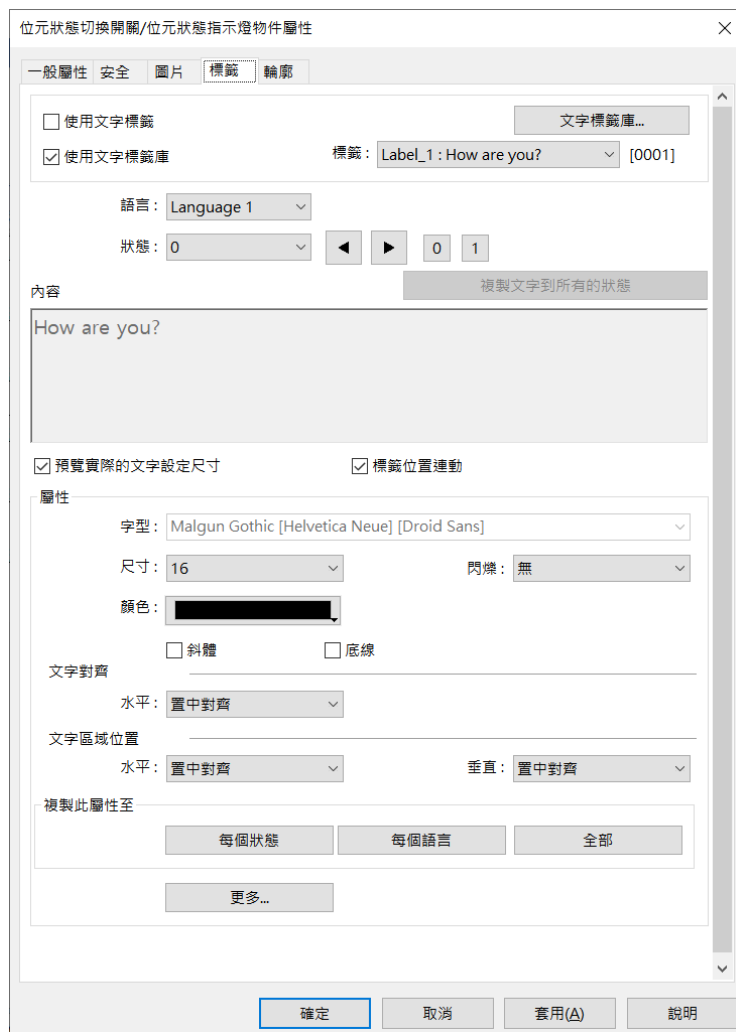 位元狀態切換開關/位元狀態指示燈物件屬性
一般屬性 安全 圖片 標籤 輪廓
使用文字標籤 文字標籤庫...
使用文字標籤庫 標籤： Label_1 : How are you? [0001]
語言： Language 1
狀態： 0 0 1
複製文字到所有的狀態
內容
How are you?
預覽實際的文字設定尺寸 標籤位置連動
屬性
字型： Malgun Gothic [Helvetica Neue] [Droid Sans]
尺寸： 16 閃爍： 無
顏色：
斜體 底線
文字對齊
水平： 置中對齊
文字區域位置
水平： 置中對齊 垂直： 置中對齊
複製此屬性至
每個狀態 每個語言 全部
更多...
確定 取消 套用(A) 說明